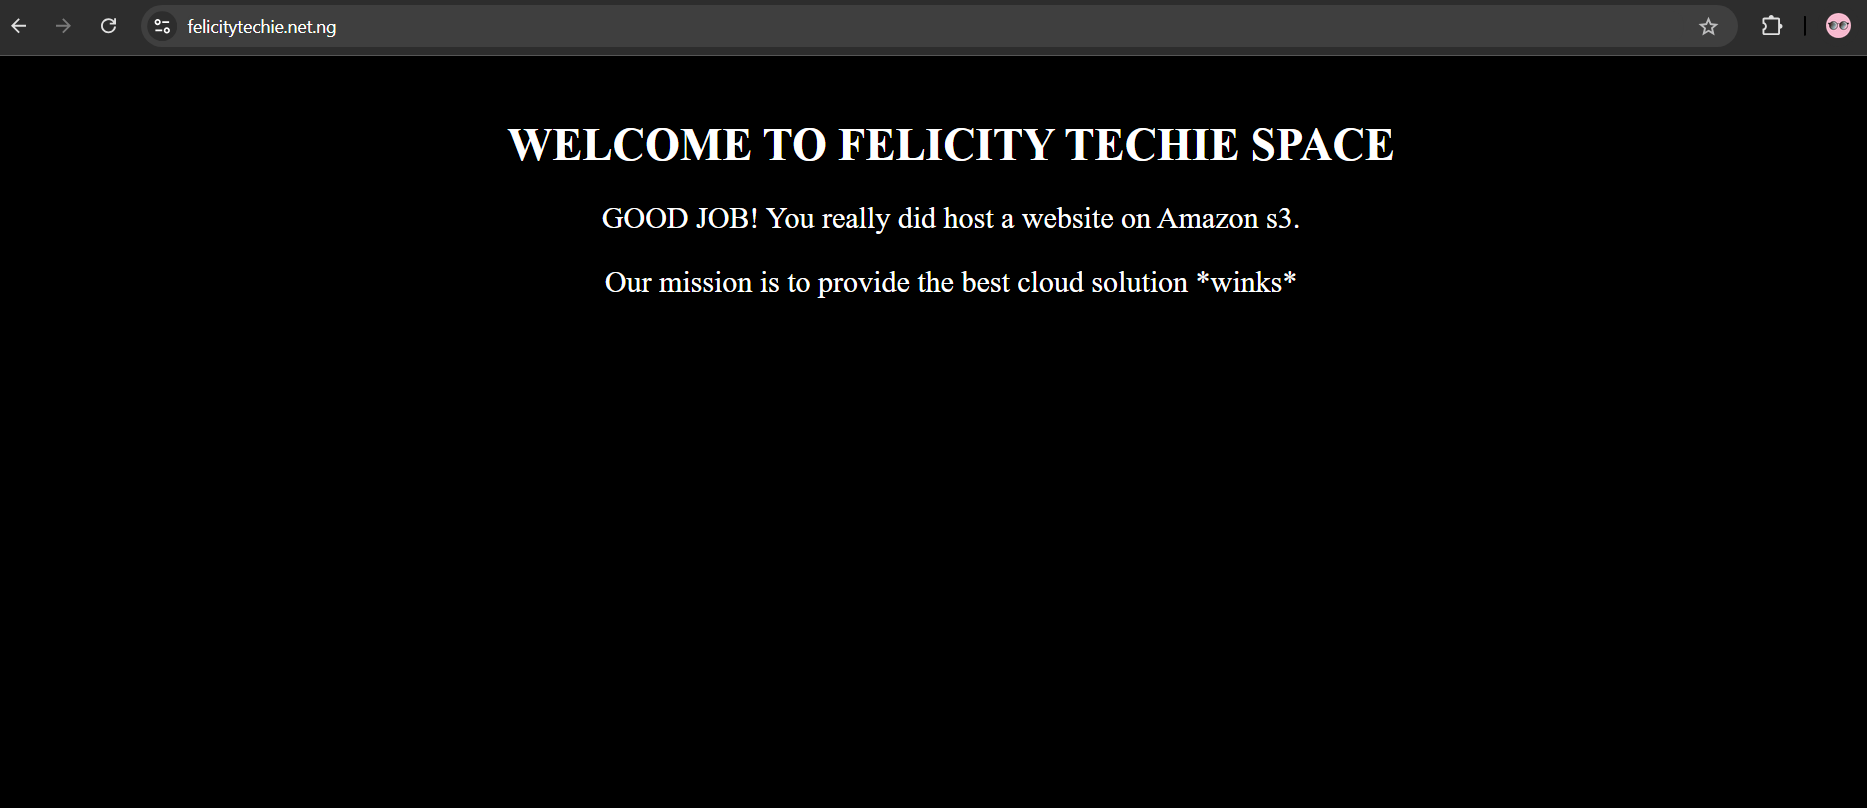 felicitytechie.net.ng
WELCOME TO FELICITY TECHIE SPACE
GOOD JOB! You really did host a website on Amazon s3.
Our mission is to provide the best cloud solution *winks*